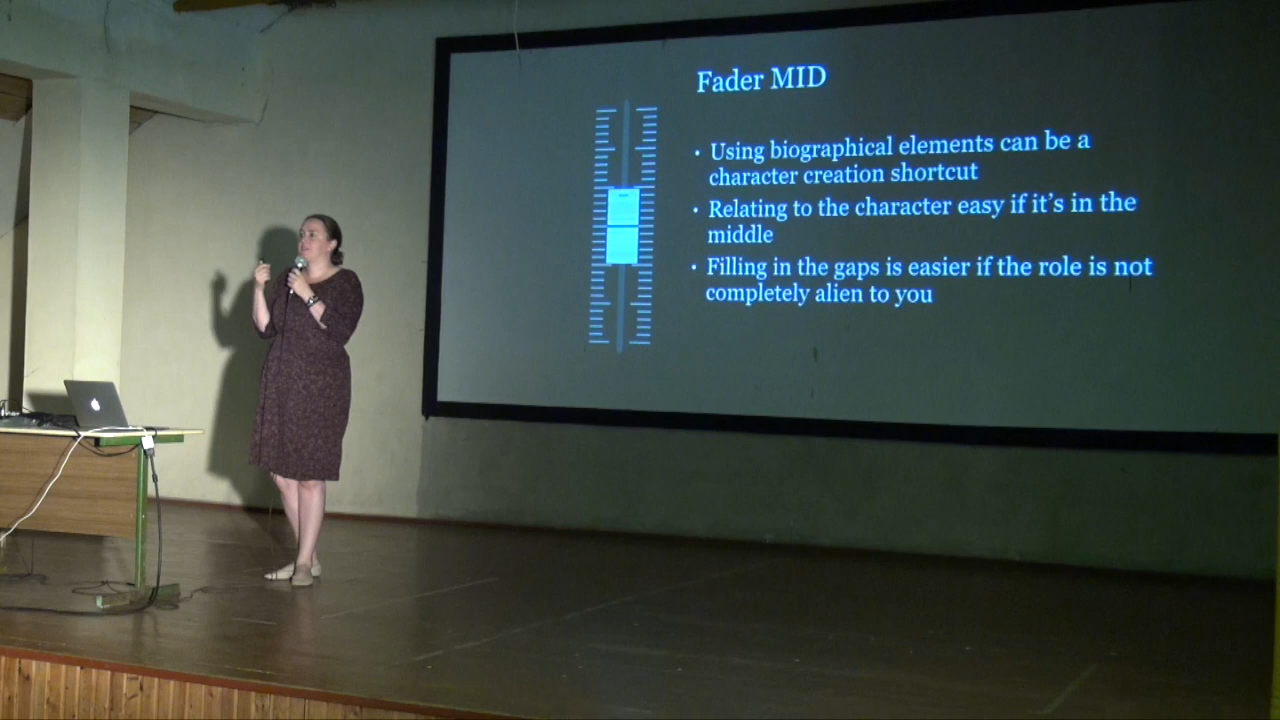 Fader MID
• Using biographical elements can be a
character creation shortcut
• Relating to the character easy if it's in the
middle
• Filling in the gaps is easier if the role is not
completely alien to you